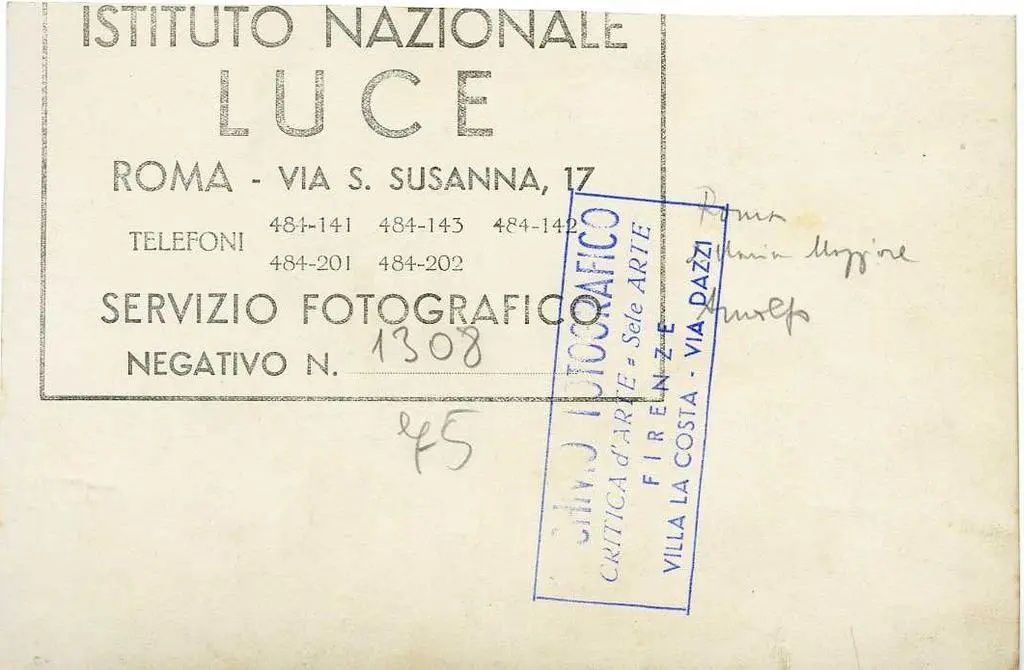 ISTITUTO NAZIONALE
LUCE
ROMA - VIA S. SUSANNA, 17
TELEFONI
484-141 484-143 484-142
484-201 484-202
SERVIZIO FOTOGRAFICO
NEGATIVO N. 1308
75
FOTOGRAFICO
CRITICA d'ARTE = Sele ARTE
FIRENZE
VILLA LA COSTA - VIA DAZZI
Roma
Maria Maggiore
Arnolfo